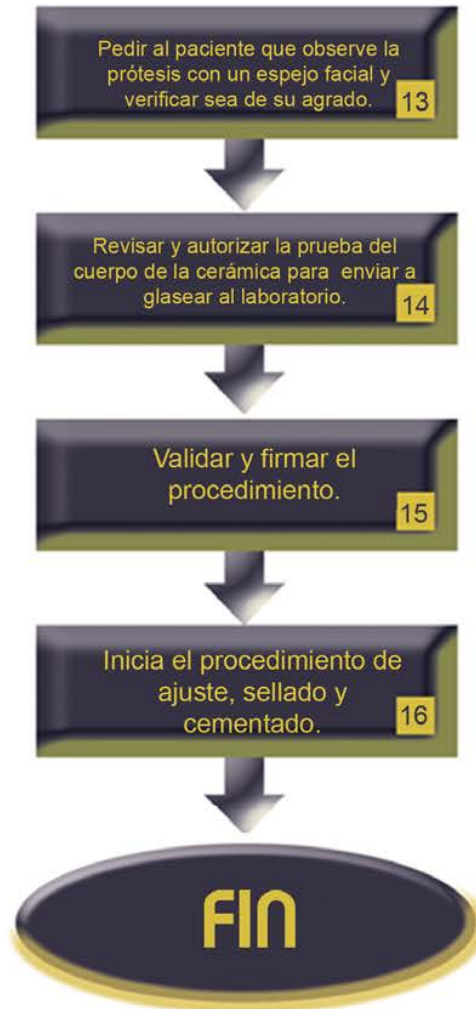 Pedir al paciente que observe la
prótesis con un espejo facial y
verificar sea de su agrado.
13
Revisar y autorizar la prueba del
cuerpo de la cerámica para enviar a
glasear al laboratorio.
14
Validar y firmar el
procedimiento.
15
Inicia el procedimiento de
ajuste, sellado y
cementado.
16
FIN